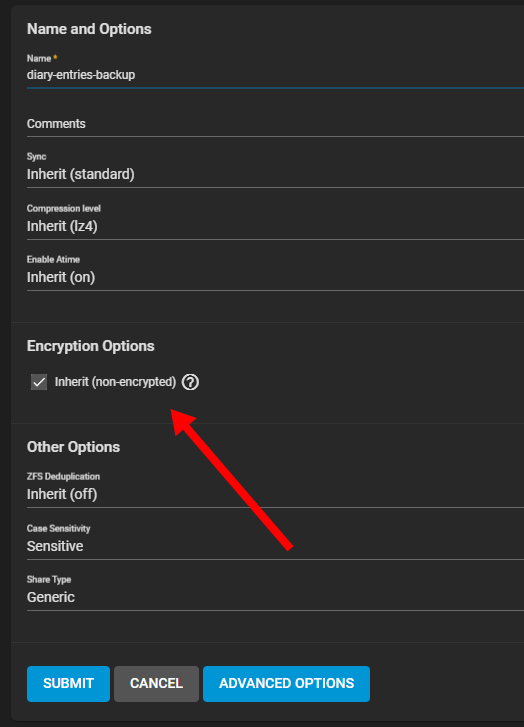 Name and Options
Name *
diary-entries-backup
Comments
Sync
Inherit (standard)
Compression level
Inherit (lz4)
Enable Atime
Inherit (on)
Encryption Options
Inherit (non-encrypted) ?
Other Options
ZFS Deduplication
Inherit (off)
Case Sensitivity
Sensitive
Share Type
Generic
SUBMIT CANCEL ADVANCED OPTIONS